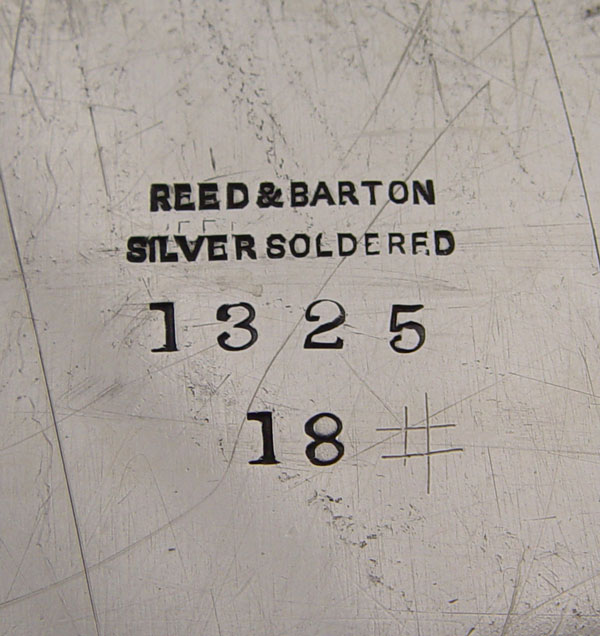 REED & BARTON
SILVER SOLDERED
1325
18 #